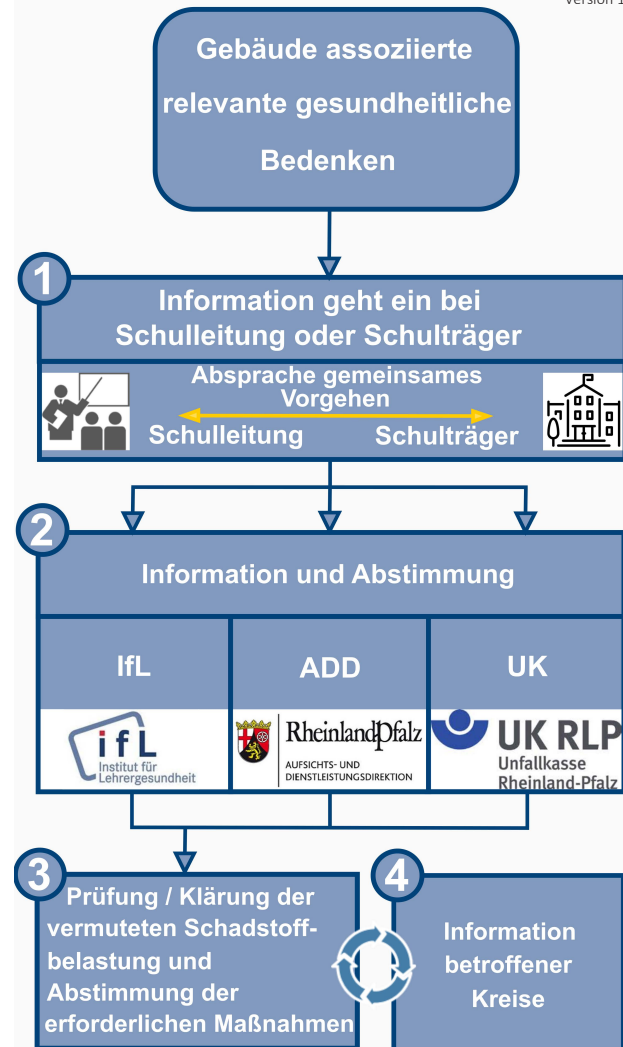 Version 1
Gebäude assoziierte
relevante gesundheitliche
Bedenken
1
Information geht ein bei
Schulleitung oder Schulträger
Absprache gemeinsames
Vorgehen
Schulleitung Schulträger
2
Information und Abstimmung
IfL ADD UK
ifL
Institut für
Lehrergesundheit
RheinlandPfalz
AUFSICHTS- UND
DIENSTLEISTUNGSDIREKTION
UK RLP
Unfallkasse
Rheinland-Pfalz
3
Prüfung / Klärung der
vermuteten Schadstoff-
belastung und
Abstimmung der
erforderlichen Maßnahmen
4
Information
betroffener
Kreise